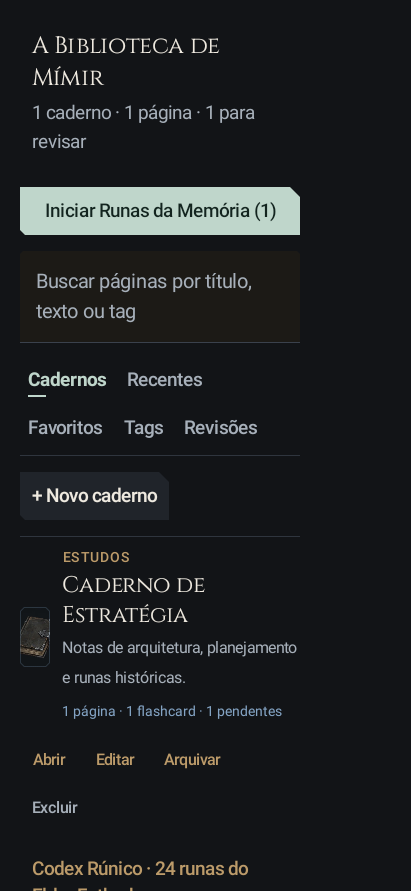 A Biblioteca de
Mímir
1 caderno · 1 página · 1 para
revisar
Iniciar Runas da Memória (1)
Buscar páginas por título,
texto ou tag
Cadernos Recentes
Favoritos Tags Revisões
+ Novo caderno
ESTUDOS
Caderno de
Estratégia
Notas de arquitetura, planejamento
e runas históricas.
1 página · 1 flashcard · 1 pendentes
Abrir Editar Arquivar
Excluir
Codex Rúnico · 24 runas do